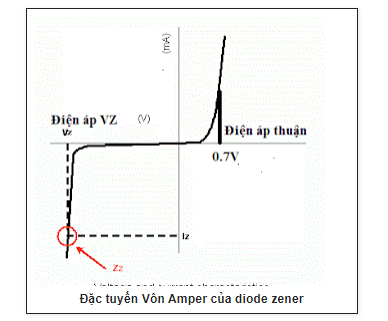 (mA)
Điện áp VZ
(V)
Vz
Điện áp thuận
0.7V
Iz
Zz
Đặc tuyến Vôn Amper của diode zener